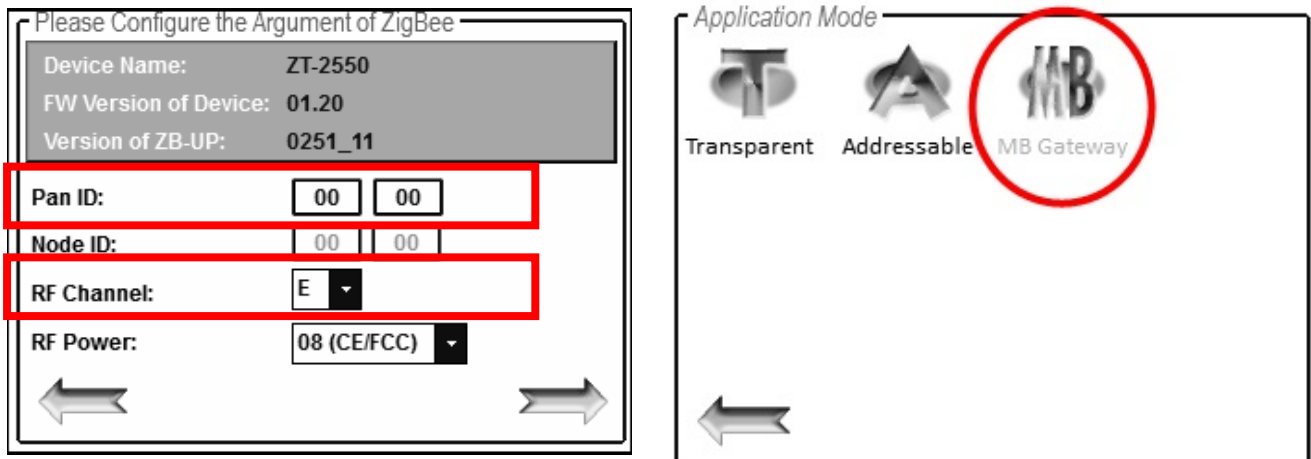 Please Configure the Argument of ZigBee
Device Name: ZT-2550
FW Version of Device: 01.20
Version of ZB-UP: 0251_11
Pan ID: 00 00
Node ID: 00 00
RF Channel: E
RF Power: 08 (CE/FCC)
Application Mode
T A MB
Transparent Addressable MB Gateway